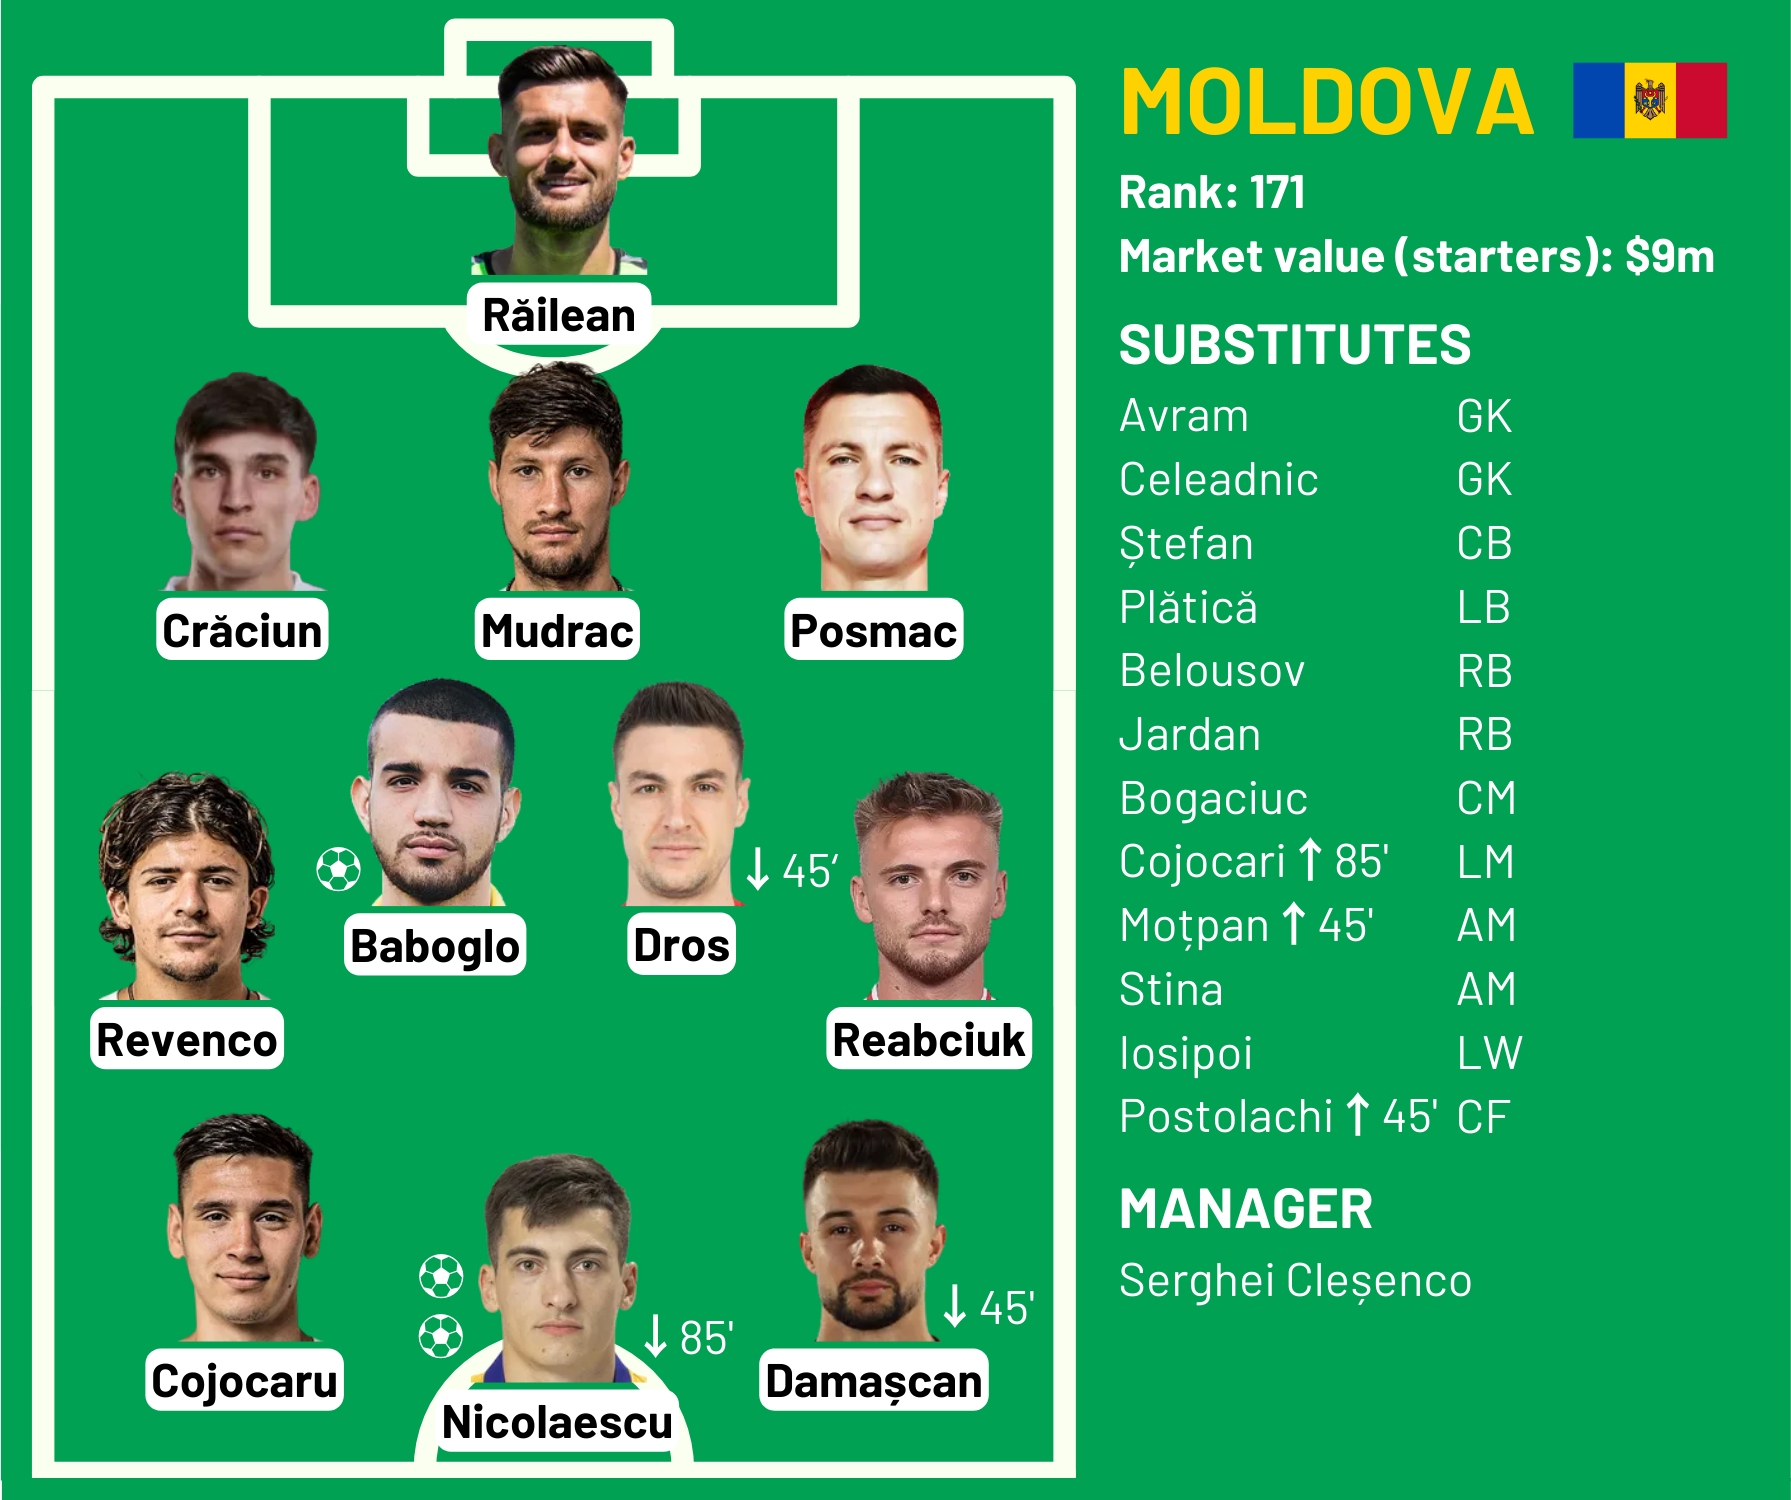 MOLDOVA
Rank: 171
Market value (starters): $9m
SUBSTITUTES
Avram GK
Celeadnic GK
Ștefan CB
Plătică LB
Belousov RB
Jardan RB
Bogaciuc CM
Cojocari ↑ 85' LM
Moțpan ↑ 45' AM
Stina AM
Iosipoi LW
Postolachi ↑ 45' CF
MANAGER
Serghei Cleșenco
Răilean
Crăciun Mudrac Posmac
↓ 45‘
Baboglo Dros
Revenco Reabciuk
↓ 85' ↓ 45'
Cojocaru Damașcan
Nicolaescu